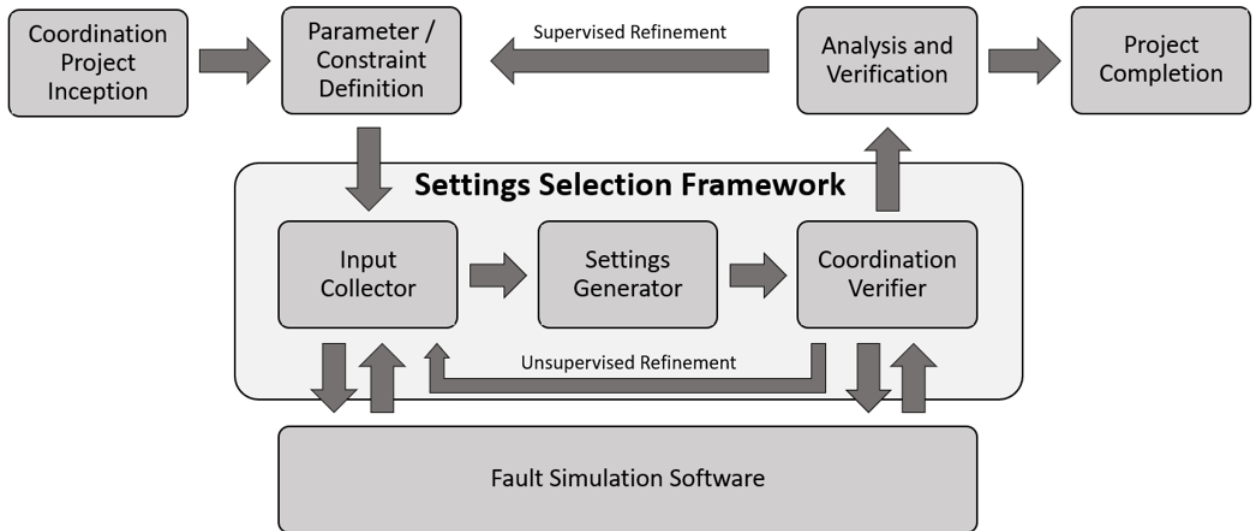 Coordination
Project
Inception
Parameter /
Constraint
Definition
Supervised Refinement
Analysis and
Verification
Project
Completion
Settings Selection Framework
Input
Collector
Settings
Generator
Coordination
Verifier
Unsupervised Refinement
Fault Simulation Software